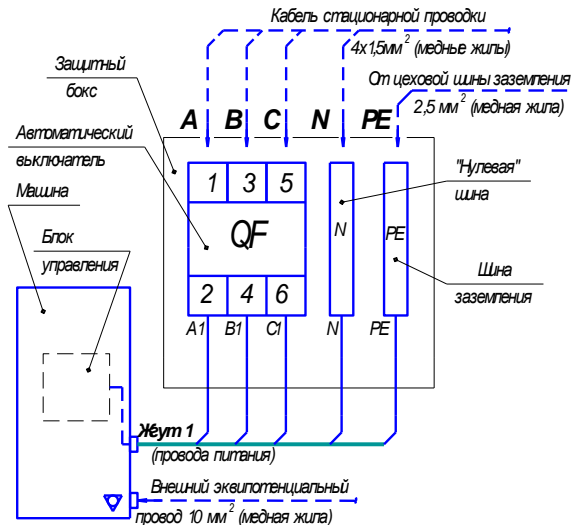 Кабель стационарной проводки
4х1,5мм² (медные жилы)
Защитный
бокс
От цеховой шины заземления
2,5 мм² (медная жила)
A B C N PE
Автоматический
выключатель
"Нулевая"
шина
Машина
1 3 5
QF
N
PE
Блок
управления
Шина
заземления
2 4 6
A1 B1 C1 N PE
Жгут 1
(провода питания)
Внешний эквипотенциальный
провод 10 мм² (медная жила)